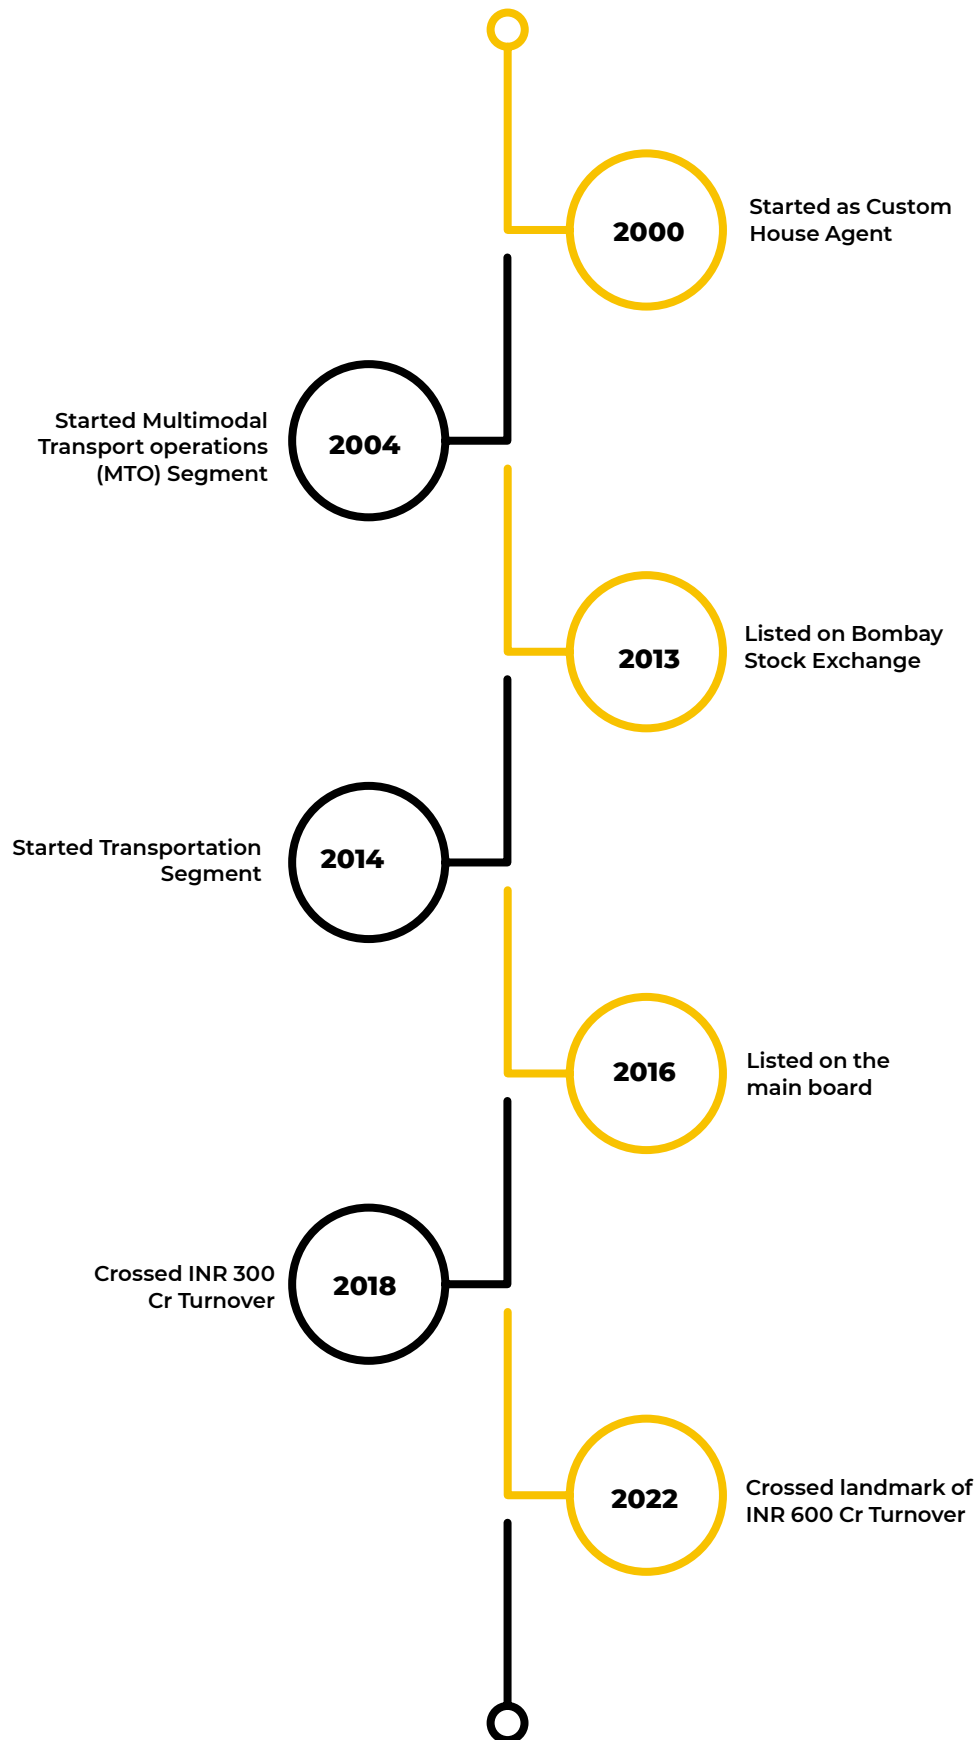 2000
Started as Custom
House Agent
2004
Started Multimodal
Transport operations
(MTO) Segment
2013
Listed on Bombay
Stock Exchange
2014
Started Transportation
Segment
2016
Listed on the
main board
2018
Crossed INR 300
Cr Turnover
2022
Crossed landmark of
INR 600 Cr Turnover